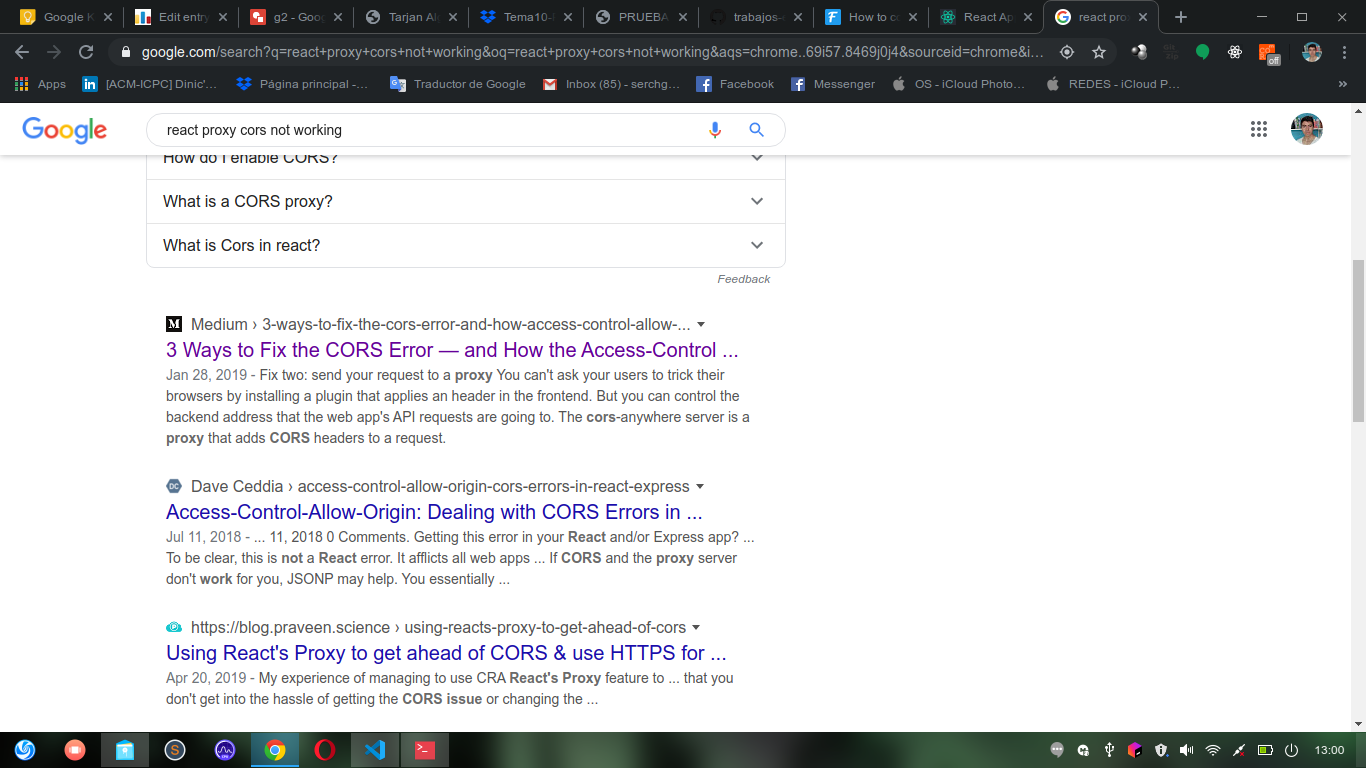 Google K
Edit entry
g2 - Goo
Tarjan Al
Tema10-
PRUEBA
trabajos-
How to co
React Ap
react pro
google.com/search?q=react+proxy+cors+not+working&oq=react+proxy+cors+not+working&aqs=chrome..69i57.8469j0j4&sourceid=chrome&i...
off
Apps
[ACM-ICPC] Dinic'...
Página principal -...
Traductor de Google
Inbox (85) - serchg...
Facebook
Messenger
OS - iCloud Photo...
REDES - iCloud P...
»
Google
react proxy cors not working
How do I enable CORS?
What is a CORS proxy?
What is Cors in react?
Feedback
Medium › 3-ways-to-fix-the-cors-error-and-how-access-control-allow-...
3 Ways to Fix the CORS Error — and How the Access-Control ...
Jan 28, 2019 - Fix two: send your request to a proxy You can't ask your users to trick their
browsers by installing a plugin that applies an header in the frontend. But you can control the
backend address that the web app's API requests are going to. The cors-anywhere server is a
proxy that adds CORS headers to a request.
Dave Ceddia › access-control-allow-origin-cors-errors-in-react-express
Access-Control-Allow-Origin: Dealing with CORS Errors in ...
Jul 11, 2018 - ... 11, 2018 0 Comments. Getting this error in your React and/or Express app? ...
To be clear, this is not a React error. It afflicts all web apps ... If CORS and the proxy server
don't work for you, JSONP may help. You essentially ...
https://blog.praveen.science › using-reacts-proxy-to-get-ahead-of-cors
Using React's Proxy to get ahead of CORS & use HTTPS for ...
Apr 20, 2019 - My experience of managing to use CRA React's Proxy feature to ... that you
don't get into the hassle of getting the CORS issue or changing the ...
13:00